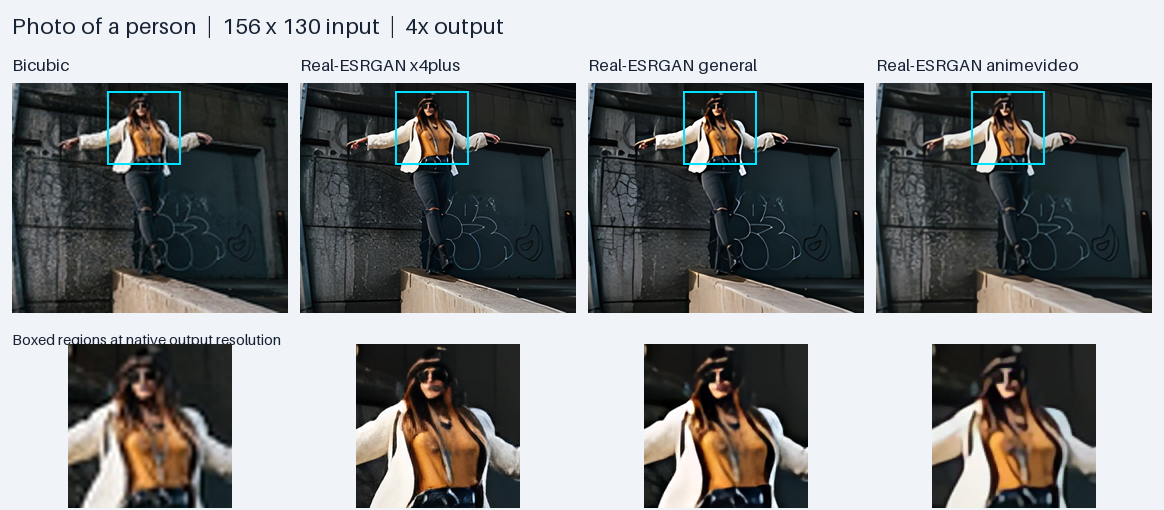 Photo of a person | 156 x 130 input | 4x output
Bicubic
Real-ESRGAN x4plus
Real-ESRGAN general
Real-ESRGAN animevideo
Boxed regions at native output resolution